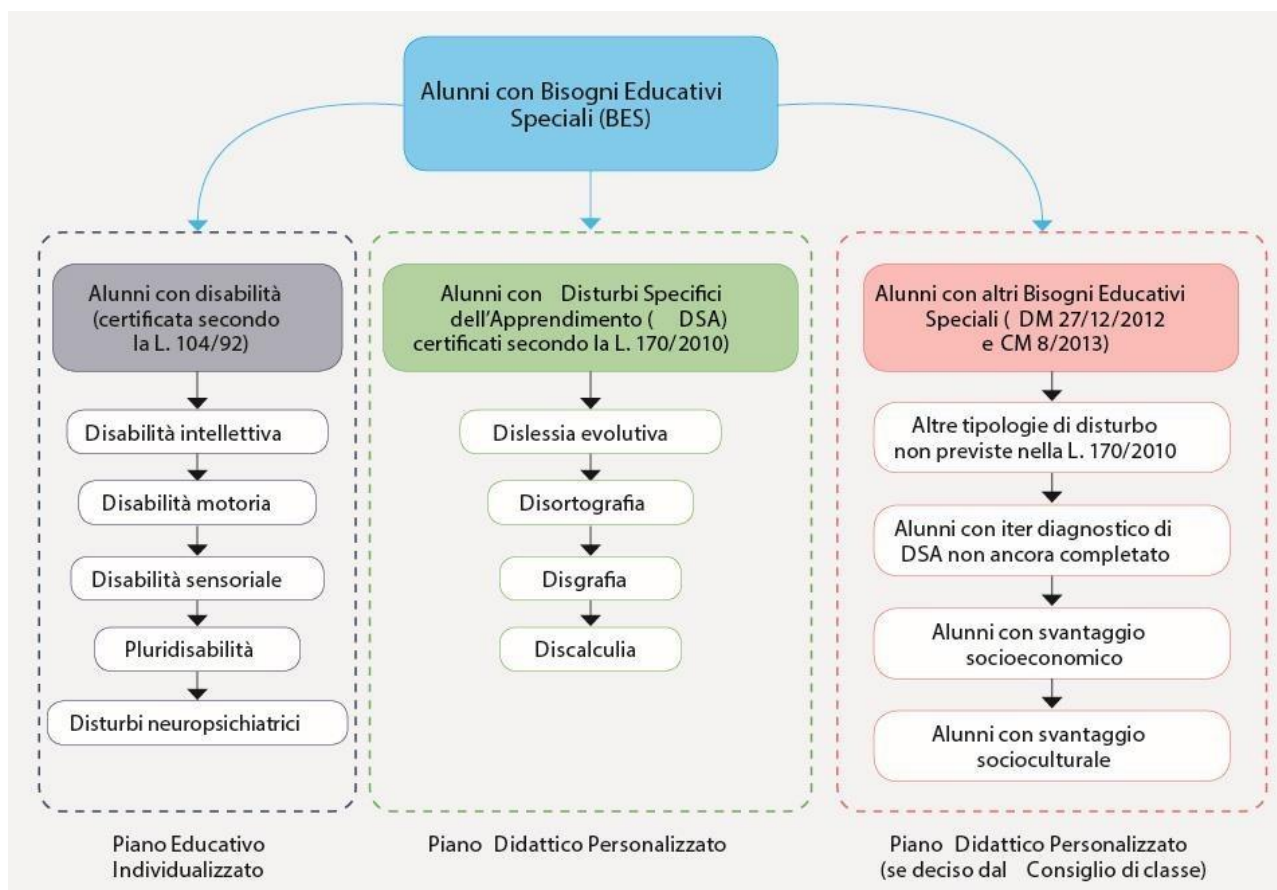 Alunni con Bisogni Educativi
Speciali (BES)
Alunni con disabilità
(certificata secondo
la L. 104/92)
Disabilità intellettiva
Disabilità motoria
Disabilità sensoriale
Pluridisabilità
Disturbi neuropsichiatrici
Piano Educativo
Individualizzato
Alunni con Disturbi Specifici
dell'Apprendimento ( DSA)
certificati secondo la L. 170/2010)
Dislessia evolutiva
Disortografia
Disgrafia
Discalculia
Piano Didattico Personalizzato
Alunni con altri Bisogni Educativi
Speciali ( DM 27/12/2012
e CM 8/2013)
Altre tipologie di disturbo
non previste nella L. 170/2010
Alunni con iter diagnostico di
DSA non ancora completato
Alunni con svantaggio
socioeconomico
Alunni con svantaggio
socioculturale
Piano Didattico Personalizzato
(se deciso dal Consiglio di classe)